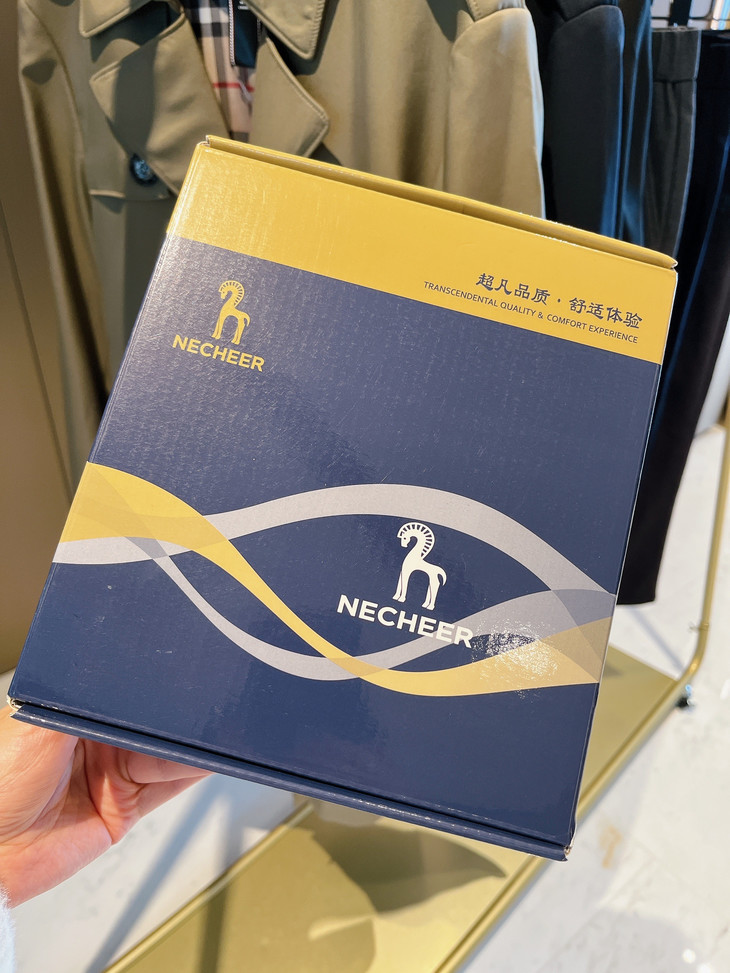 超凡品质·舒适体验
TRANSCENDENTAL QUALITY & COMFORT EXPERIENCE
NECHEER
NECHEER